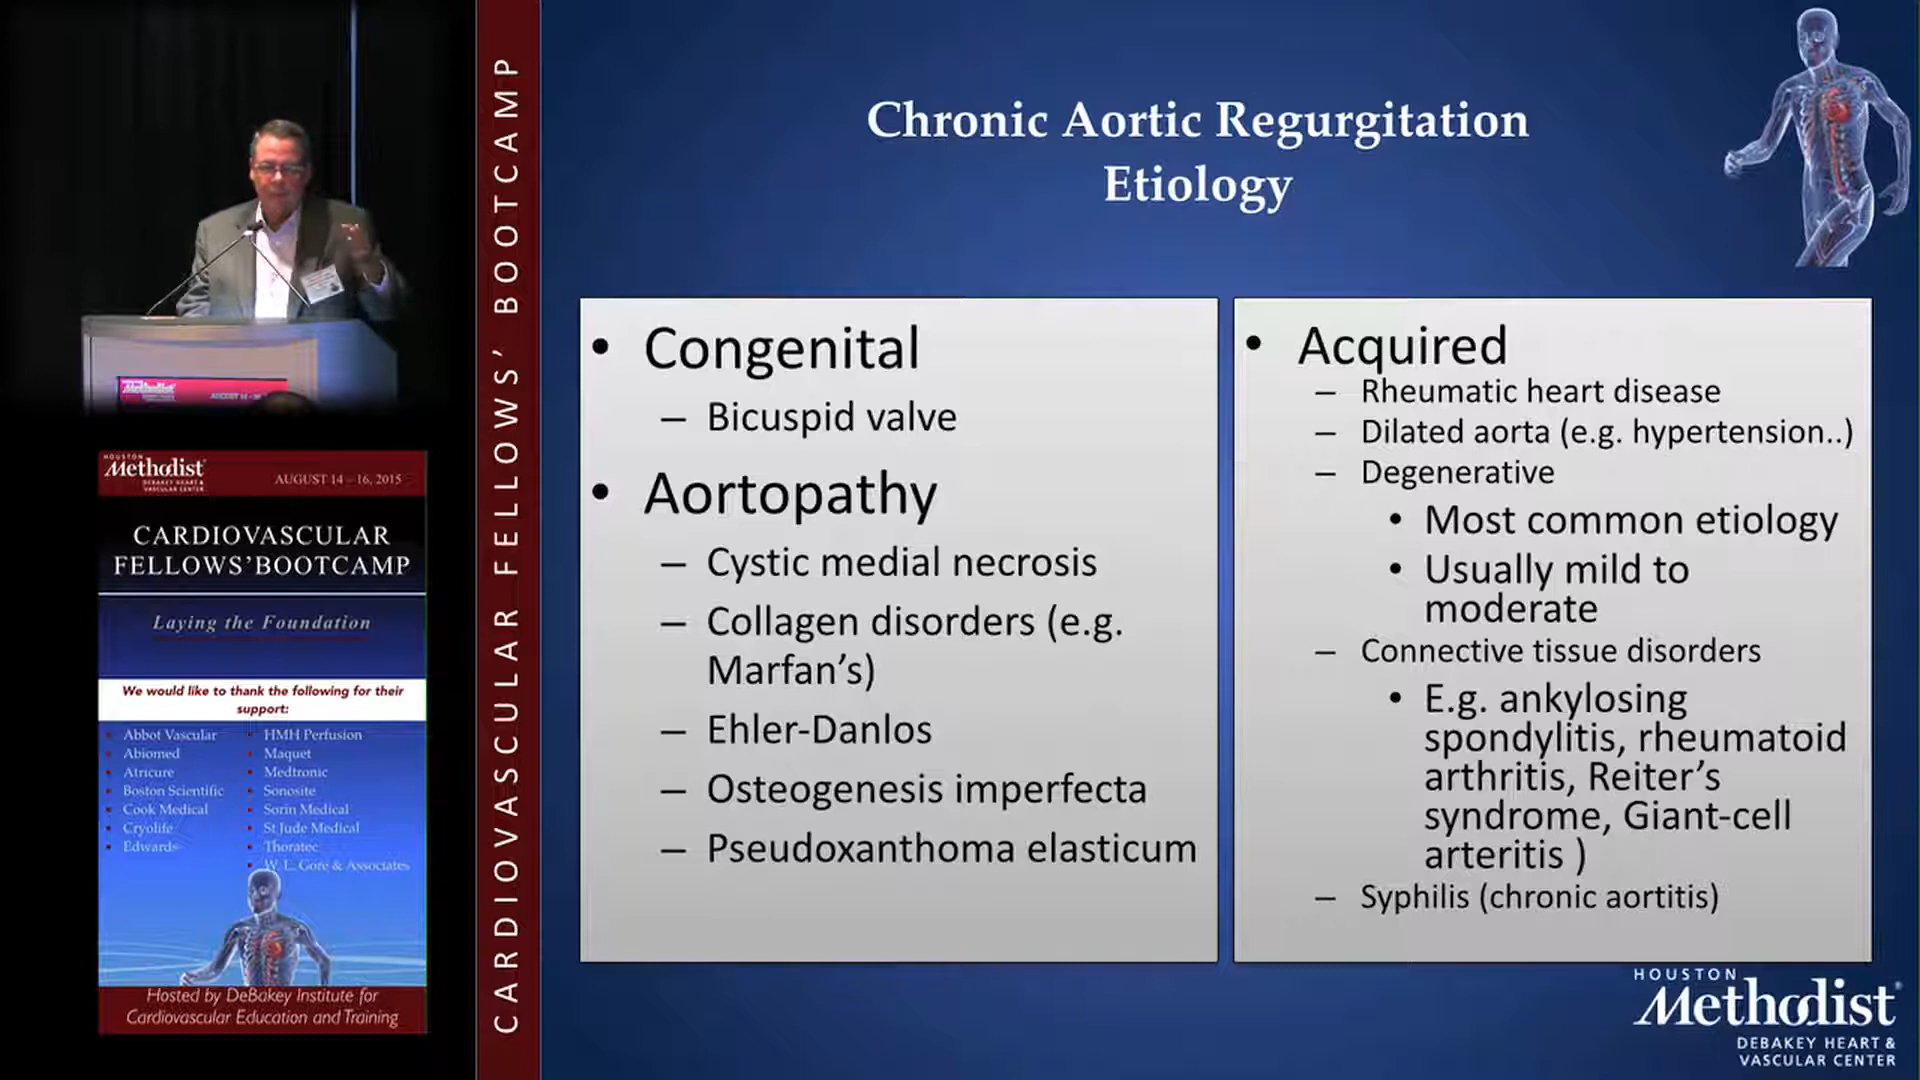 CARDIOVASCULAR FELLOWS' BOOTCAMP
Chronic Aortic Regurgitation
Etiology
• Congenital
– Bicuspid valve
• Aortopathy
– Cystic medial necrosis
– Collagen disorders (e.g.
Marfan's)
– Ehler-Danlos
– Osteogenesis imperfecta
– Pseudoxanthoma elasticum
• Acquired
– Rheumatic heart disease
– Dilated aorta (e.g. hypertension..)
– Degenerative
• Most common etiology
• Usually mild to
moderate
– Connective tissue disorders
• E.g. ankylosing
spondylitis, rheumatoid
arthritis, Reiter's
syndrome, Giant-cell
arteritis )
– Syphilis (chronic aortitis)
HOUSTON
Methodist
DEBAKEY HEART &
VASCULAR CENTER
Methodist
HOUSTON
Methodist
DEBAKEY HEART &
VASCULAR CENTER
AUGUST 14 – 16, 2015
CARDIOVASCULAR
FELLOWS'BOOTCAMP
Laying the Foundation
We would like to thank the following for their
support:
• Abbot Vascular
• Abiomed
• Atricure
• Boston Scientific
• Cook Medical
• Cryolife
• Edwards
• HMH Perfusion
• Maquet
• Medtronic
• Sonosite
• Sorin Medical
• St Jude Medical
• Thoratec
• W. L. Gore & Associates
Hosted by DeBakey Institute for
Cardiovascular Education and Training